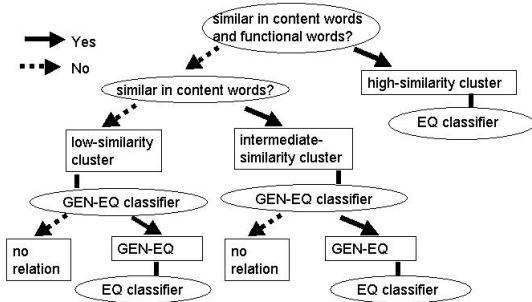 similar in content words
and functional words?
Yes
No
similar in content words?
high-similarity cluster
EQ classifier
low-similarity
cluster
intermediate-
similarity cluster
GEN-EQ classifier
GEN-EQ classifier
no
relation
GEN-EQ
no
relation
GEN-EQ
EQ classifier
EQ classifier